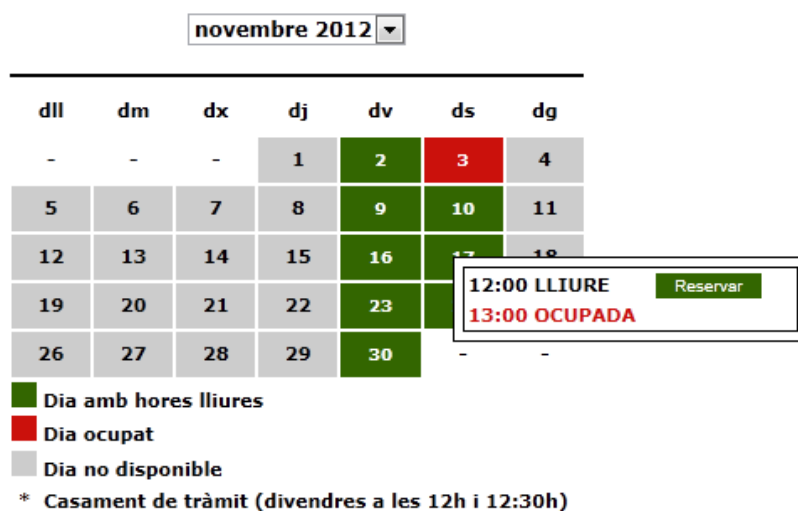 novembre 2012
dll dm dx dj dv ds dg
- - - 1 2 3 4
5 6 7 8 9 10 11
12 13 14 15 16 17 18
12:00 LLIURE Reservar
19 20 21 22 23
13:00 OCUPADA
26 27 28 29 30 - -
Dia amb hores lliures
Dia ocupat
Dia no disponible
* Casament de tràmit (divendres a les 12h i 12:30h)